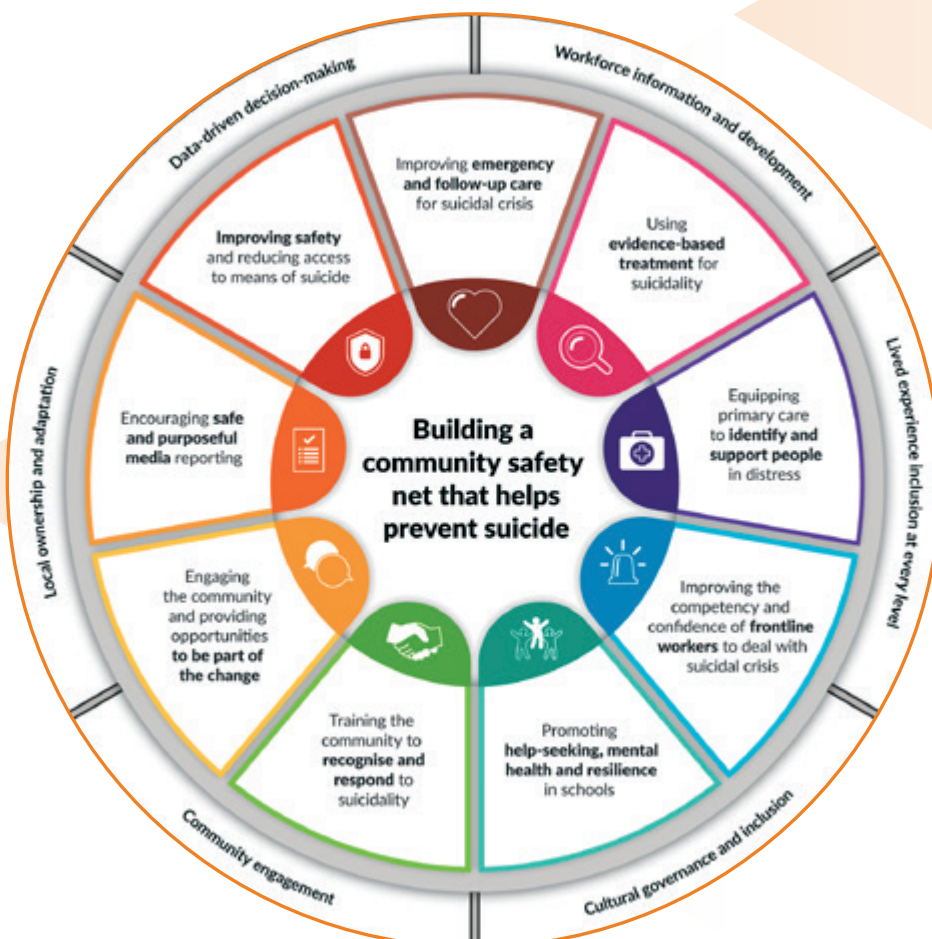 Data-driven decision-making
Workforce information and development
Lived experience inclusion at every level
Cultural governance and inclusion
Community engagement
Local ownership and adaptation
Improving emergency
and follow-up care
for suicidal crisis
Using
evidence-based
treatment for
suicidality
Equipping
primary care
to identify and
support people
in distress
Improving the
competency and
confidence of frontline
workers to deal with
suicidal crisis
Promoting
help-seeking, mental
health and resilience
in schools
Training the
community to
recognise and
respond to
suicidality
Engaging
the community
and providing
opportunities
to be part of
the change
Encouraging safe
and purposeful
media reporting
Improving safety
and reducing access
to means of suicide
Building a
community safety
net that helps
prevent suicide